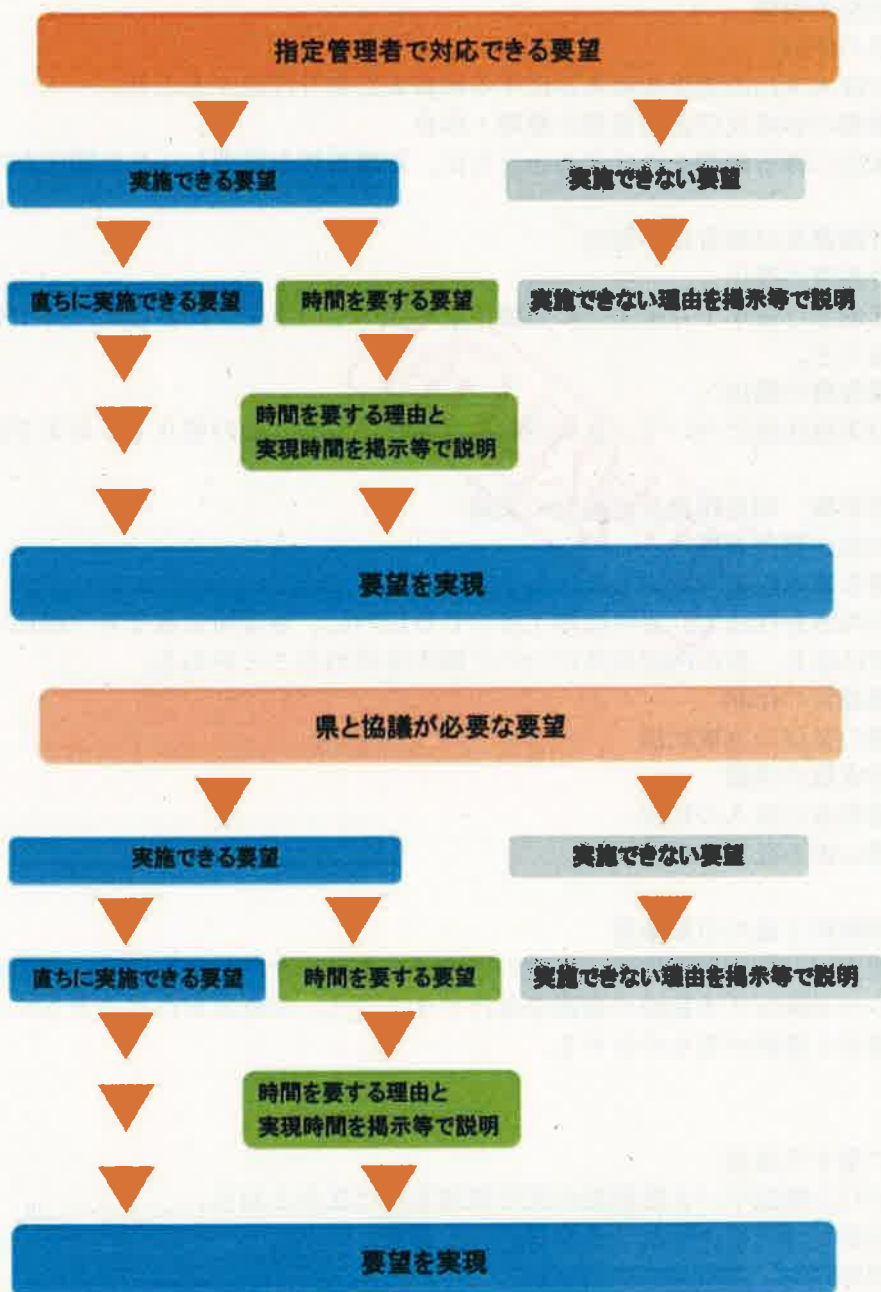 指定管理者で対応できる要望
実施できる要望
実施できない要望
直ちに実施できる要望
時間を要する要望
実施できない理由を掲示等で説明
時間を要する理由と
実現時間を掲示等で説明
要望を実現
県と協議が必要な要望
実施できる要望
実施できない要望
直ちに実施できる要望
時間を要する要望
実施できない理由を掲示等で説明
時間を要する理由と
実現時間を掲示等で説明
要望を実現